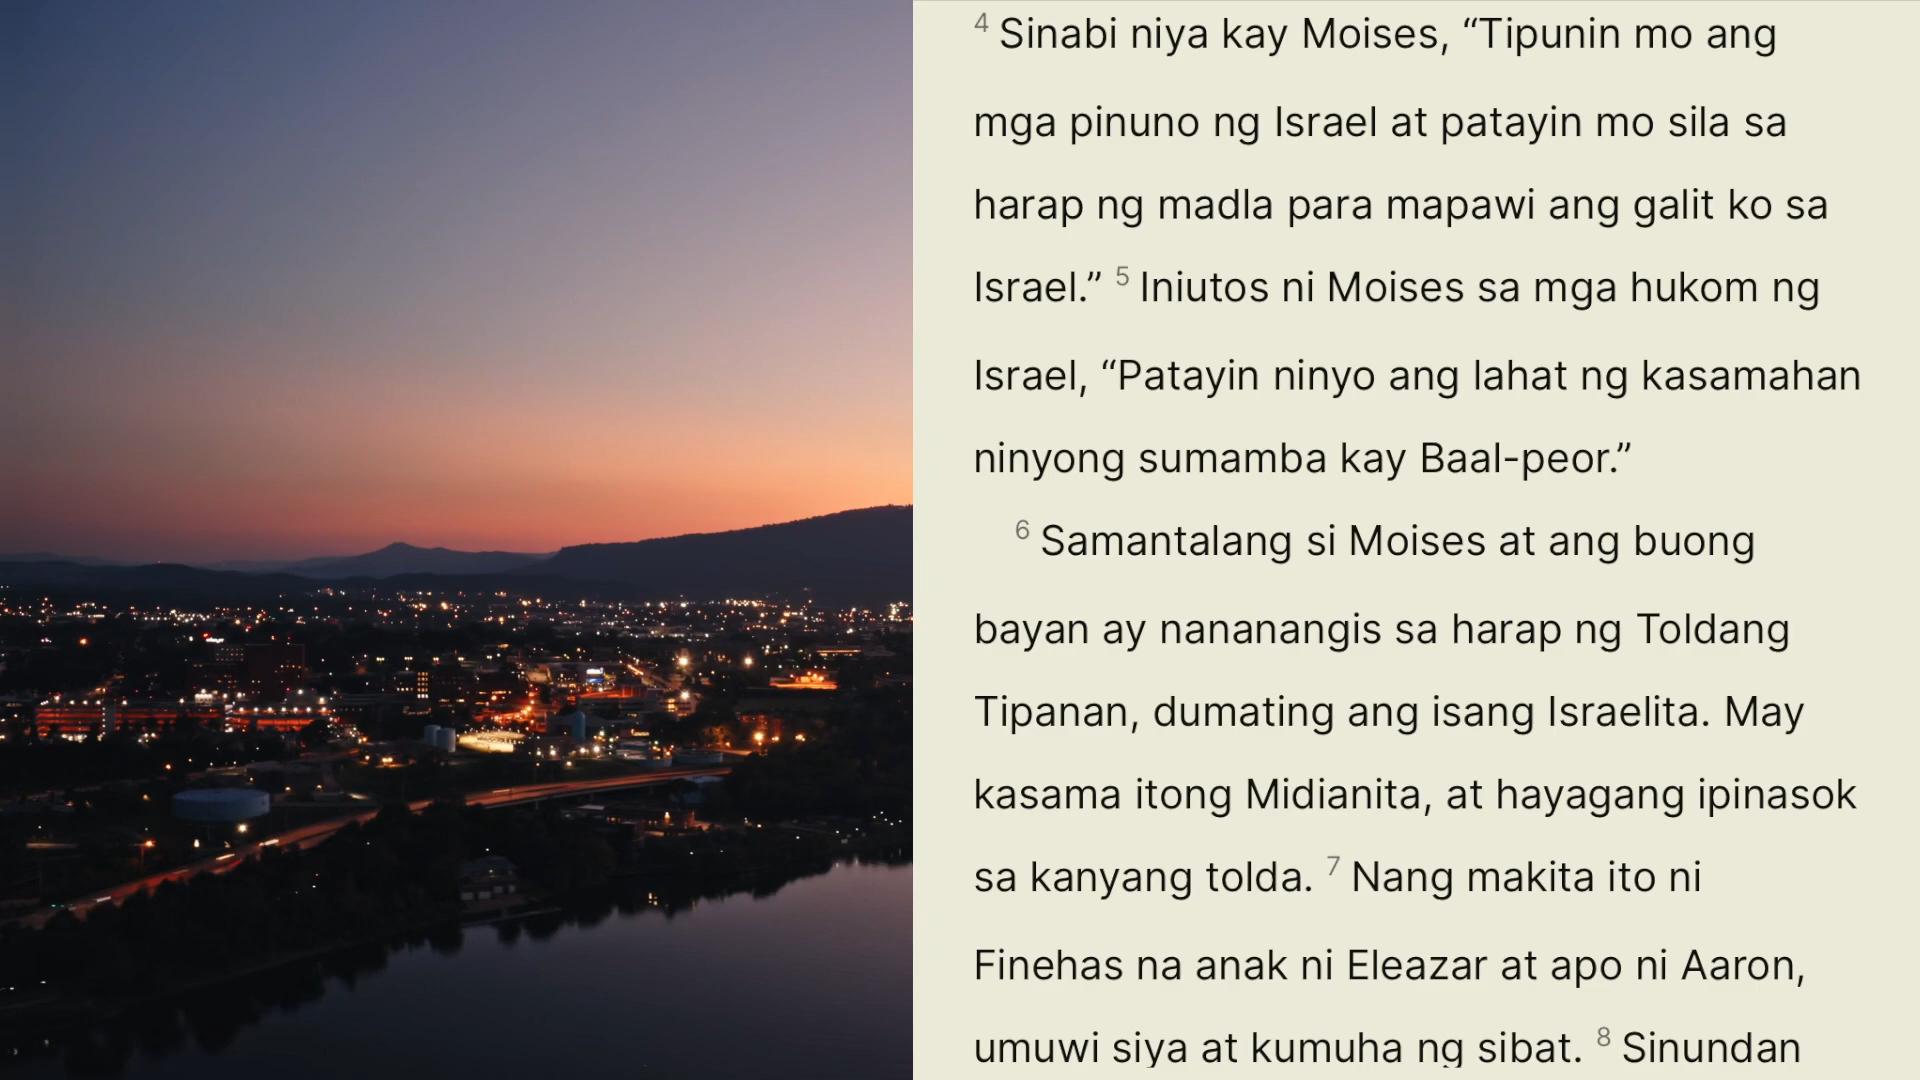 4 Sinabi niya kay Moises, “Tipunin mo ang
mga pinuno ng Israel at patayin mo sila sa
harap ng madla para mapawi ang galit ko sa
Israel.” 5 Iniutos ni Moises sa mga hukom ng
Israel, “Patayin ninyo ang lahat ng kasamahan
ninyong sumamba kay Baal-peor.”
6 Samantalang si Moises at ang buong
bayan ay nananangis sa harap ng Toldang
Tipanan, dumating ang isang Israelita. May
kasama itong Midianita, at hayagang ipinasok
sa kanyang tolda. 7 Nang makita ito ni
Finehas na anak ni Eleazar at apo ni Aaron,
umuwi siya at kumuha ng sibat. 8 Sinundan